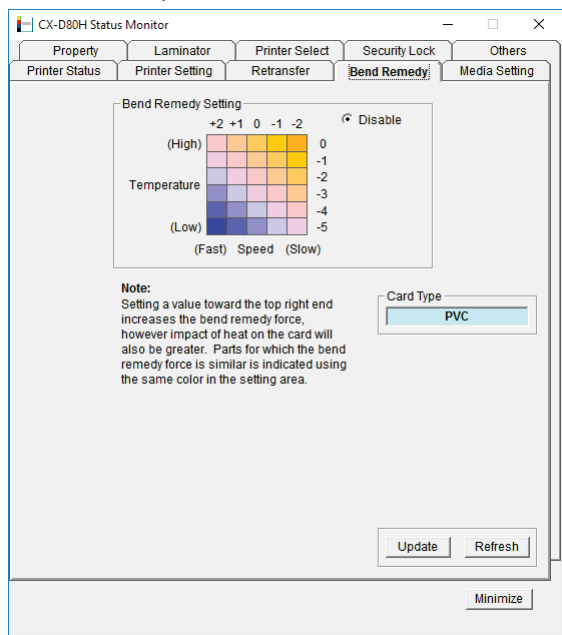 CX-D80H Status Monitor
Property Laminator Printer Select Security Lock Others
Printer Status Printer Setting Retransfer Bend Remedy Media Setting
Bend Remedy Setting
+2 +1 0 -1 -2
Disable
(High) 0
-1
Temperature -2
-3
-4
(Low) -5
(Fast) Speed (Slow)
Note:
Setting a value toward the top right end
increases the bend remedy force,
however impact of heat on the card will
also be greater. Parts for which the bend
remedy force is similar is indicated using
the same color in the setting area.
Card Type
PVC
Update Refresh
Minimize